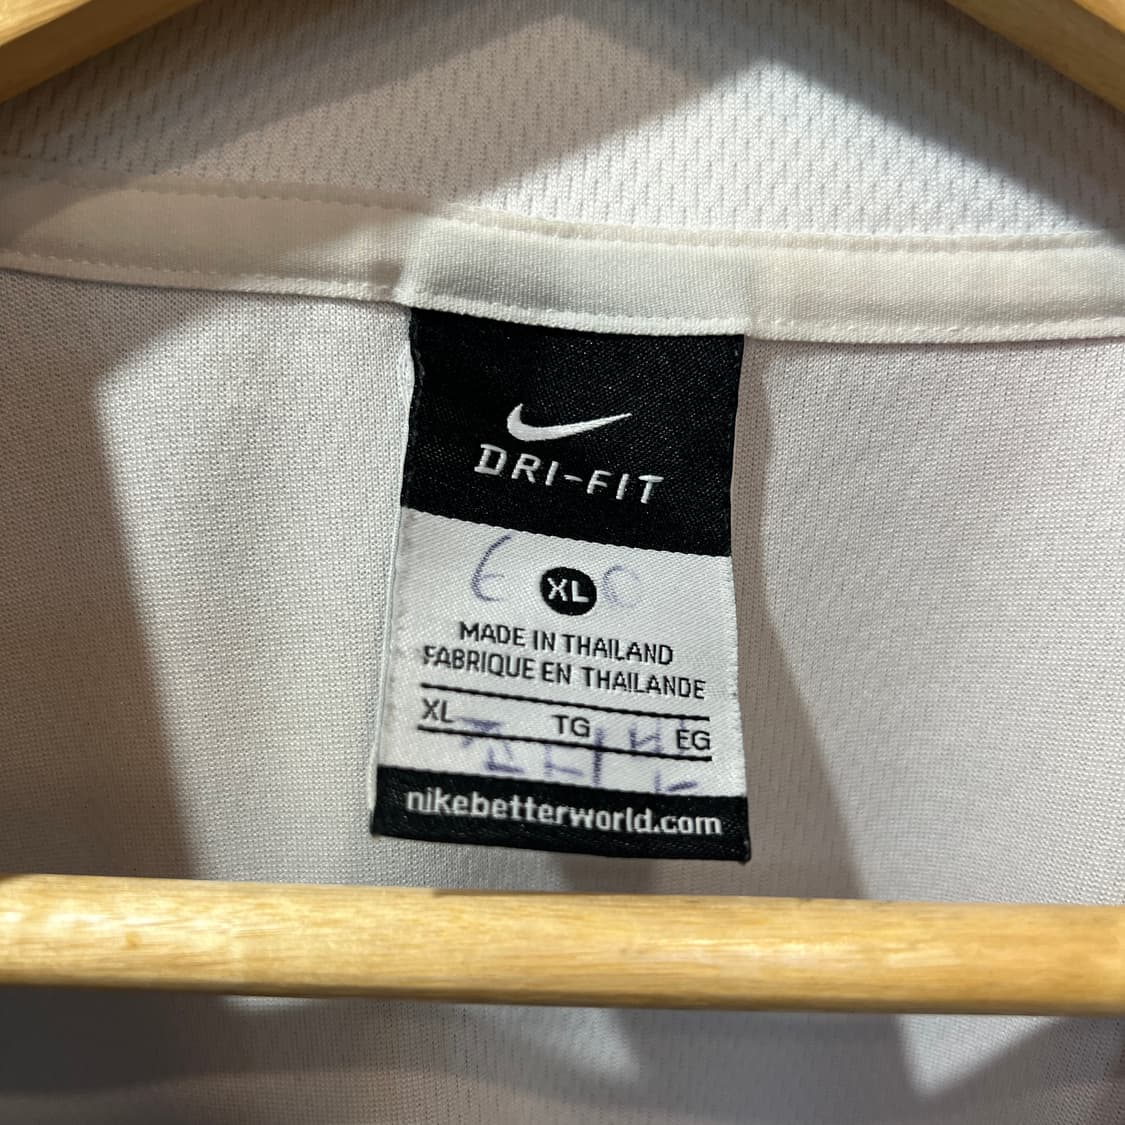 DRI-FIT
XL
MADE IN THAILAND
FABRIQUE EN THAILANDE
XL TG EG
nikebetterworld.com